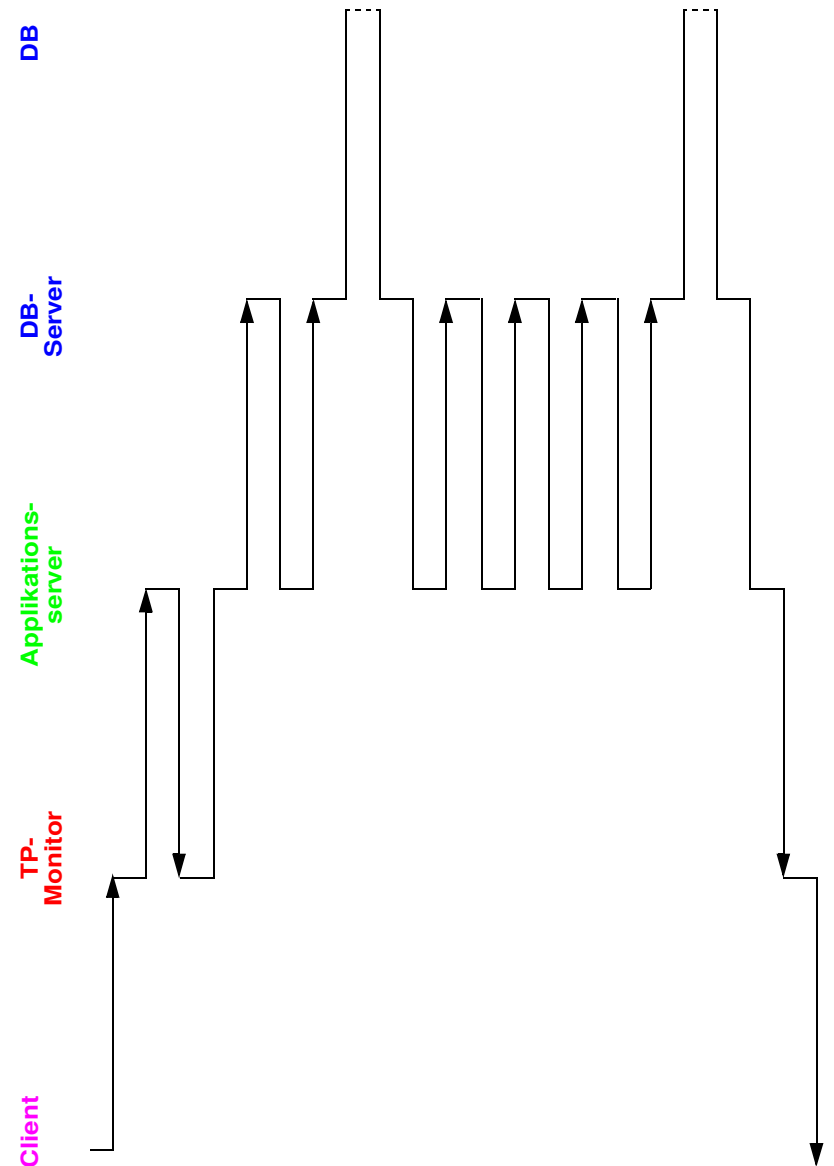 DB
DB-
Server
Applikations-
server
TP-
Monitor
Client